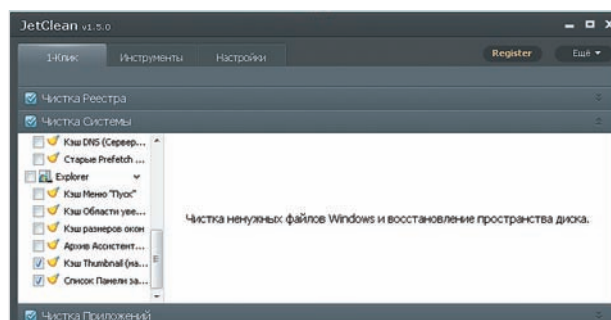 JetClean v1.5.0
1-Клик Инструменты Настройки Register Ещё
Чистка Реестра
Чистка Системы
Кэш DNS (Сервер...
Старые Prefetch ...
Explorer
Кэш Меню "Пуск"
Кэш Области уве...
Кэш размеров окон
Архив Ассистент...
Кэш Thumbnail (на...
Список Панели за...
Чистка ненужных файлов Windows и восстановление пространства диска.
Чистка Приложений